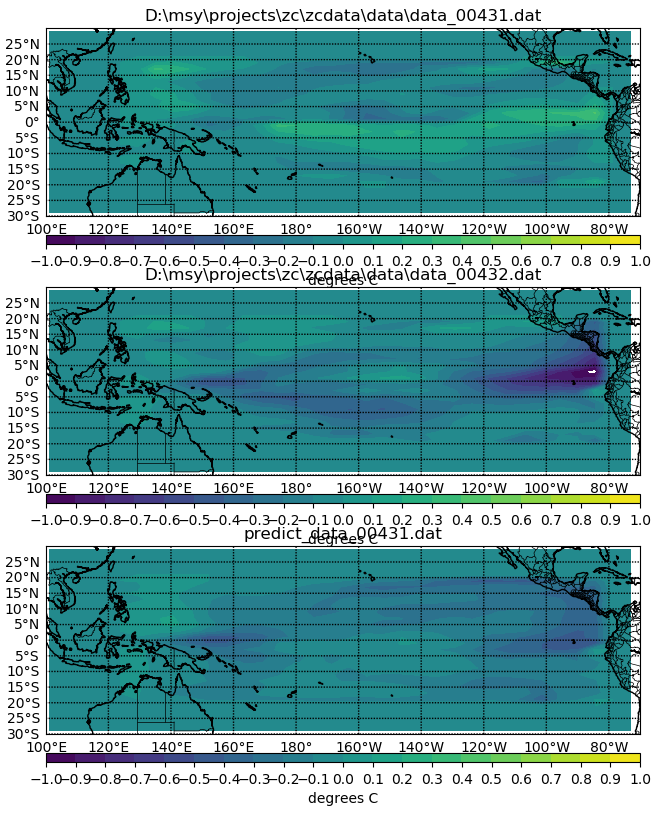 D:\msy\projects\zc\zcdata\data\data_00431.dat
25°N
20°N
15°N
10°N
5°N
0°
5°S
10°S
15°S
20°S
25°S
30°S
100°E 120°E 140°E 160°E 180° 160°W 140°W 120°W 100°W 80°W
−1.0−0.9−0.8−0.7−0.6−0.5−0.4−0.3−0.2−0.1 0.0 0.1 0.2 0.3 0.4 0.5 0.6 0.7 0.8 0.9 1.0
degrees C
D:\msy\projects\zc\zcdata\data\data_00432.dat
25°N
20°N
15°N
10°N
5°N
0°
5°S
10°S
15°S
20°S
25°S
30°S
100°E 120°E 140°E 160°E 180° 160°W 140°W 120°W 100°W 80°W
−1.0−0.9−0.8−0.7−0.6−0.5−0.4−0.3−0.2−0.1 0.0 0.1 0.2 0.3 0.4 0.5 0.6 0.7 0.8 0.9 1.0
degrees C
predict_data_00431.dat
25°N
20°N
15°N
10°N
5°N
0°
5°S
10°S
15°S
20°S
25°S
30°S
100°E 120°E 140°E 160°E 180° 160°W 140°W 120°W 100°W 80°W
−1.0−0.9−0.8−0.7−0.6−0.5−0.4−0.3−0.2−0.1 0.0 0.1 0.2 0.3 0.4 0.5 0.6 0.7 0.8 0.9 1.0
degrees C